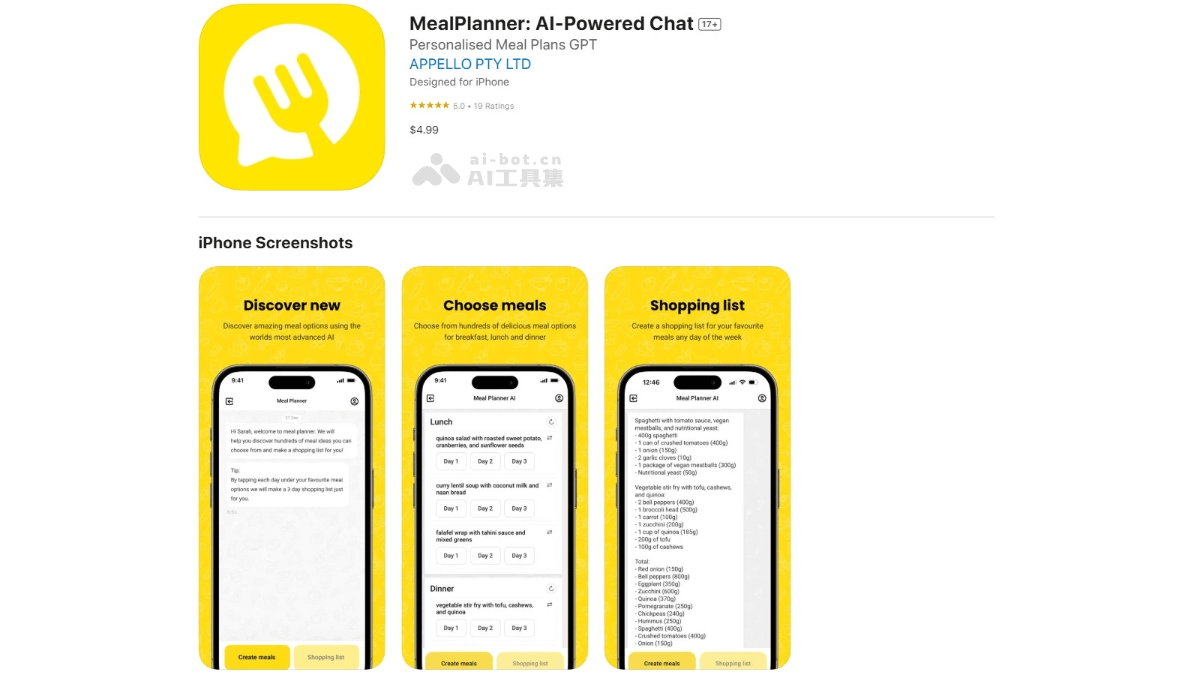 MealPlanner: AI-Powered Chat 17+
Personalised Meal Plans GPT
APPELLO PTY LTD
Designed for iPhone
★★★★★ 5.0 • 19 Ratings
$4.99
ai-bot.cn
AI工具集
iPhone Screenshots
Discover new
Discover amazing meal options using the
worlds most advanced AI
9:41
Meal Planner
27 Dec
Hi Sarah, welcome to meal planner. We will
help you discover hundreds of meal ideas you can
choose from and make a shopping list for you!
Tip:
By tapping each day under your favourite meal
options we will make a 3 day shopping list just
for you.
Create meals
Shopping list
Choose meals
Choose from hundreds of delicious meal options
for breakfast, lunch and dinner
9:41
Meal Planner AI
Lunch
quinoa salad with roasted sweet potato,
cranberries, and sunflower seeds
Day 1 Day 2 Day 3
curry lentil soup with coconut milk and
naan bread
Day 1 Day 2 Day 3
falafel wrap with tahini sauce and
mixed greens
Day 1 Day 2 Day 3
Dinner
vegetable stir fry with tofu, cashews,
and quinoa
Day 1 Day 2 Day 3
Create meals
Shopping list
Shopping list
Create a shopping list for your favourite
meals any day of the week
12:46
Meal Planner AI
Spaghetti with tomato sauce, vegan
meatballs, and nutritional yeast:
- 400g spaghetti
- 1 can of crushed tomatoes (400g)
- 1 onion (150g)
- 2 garlic cloves (10g)
- 1 package of vegan meatballs (300g)
- Nutritional yeast (50g)
Vegetable stir fry with tofu, cashews,
and quinoa:
- 2 bell peppers (400g)
- 1 broccoli head (500g)
- 1 carrot (100g)
- 1 zucchini (200g)
- 1 cup of quinoa (185g)
- 200g of tofu
- 100g of cashews
Total:
- Red onion (150g)
- Bell peppers (800g)
- Eggplant (350g)
- Zucchini (600g)
- Quinoa (370g)
- Pomegranate (250g)
- Chickpeas (240g)
- Hummus (250g)
- Spaghetti (400g)
- Crushed tomatoes (400g)
- Onion (150g)
Create meals
Shopping list